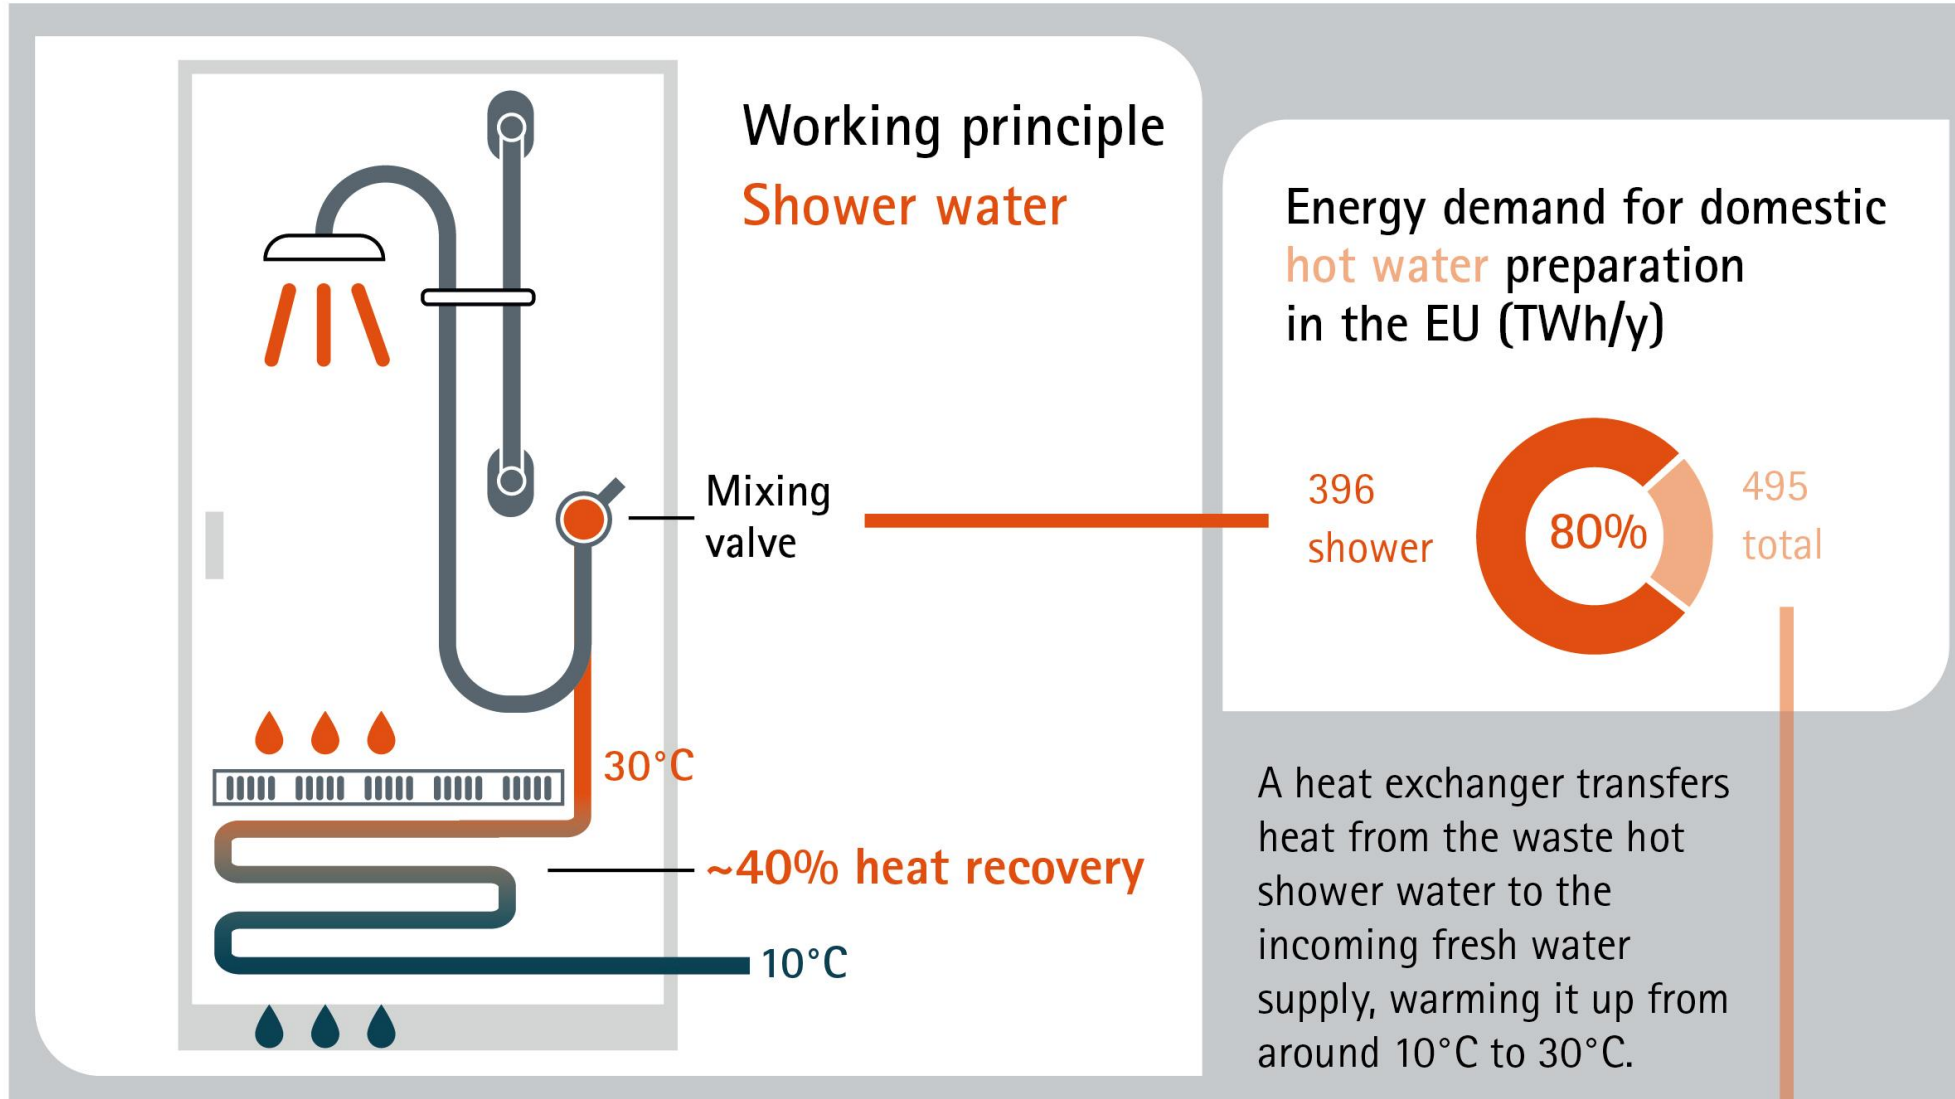 Working principle
Shower water
Mixing
valve
30°C
~40% heat recovery
10°C
Energy demand for domestic
hot water preparation
in the EU (TWh/y)
396
shower
80%
495
total
A heat exchanger transfers
heat from the waste hot
shower water to the
incoming fresh water
supply, warming it up from
around 10°C to 30°C.